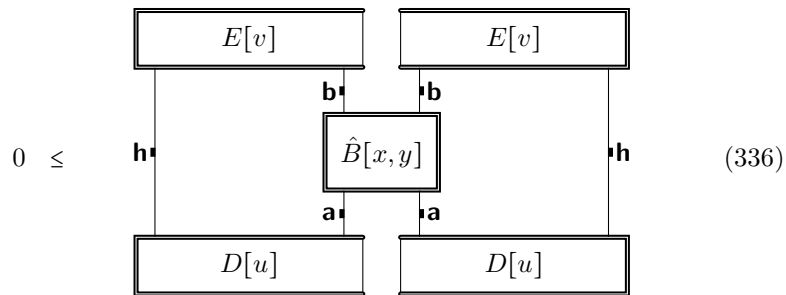 E[v] E[v]
b b
0 ≤ h B̂[x, y] h (336)
a a
D[u] D[u]